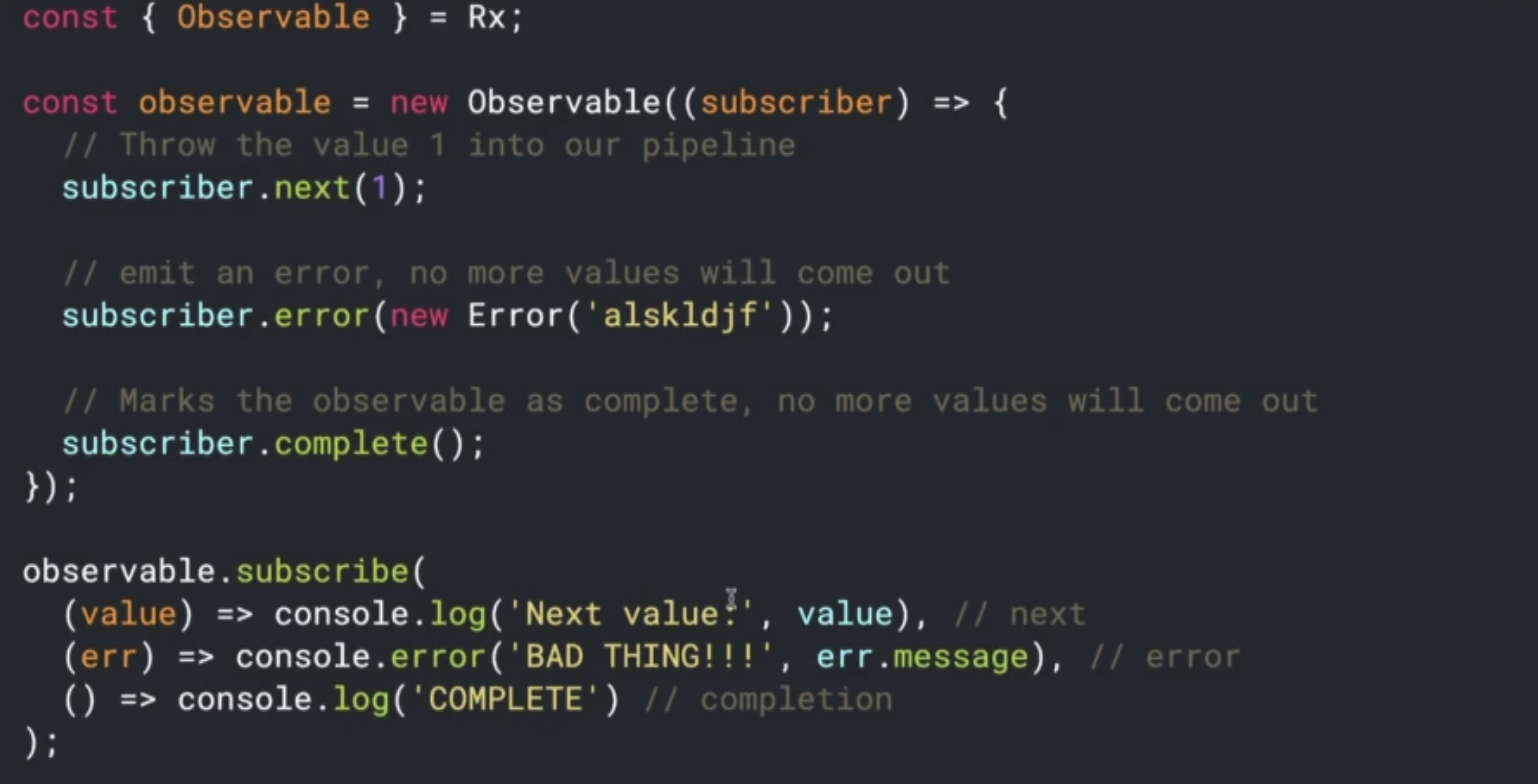 const { Observable } = Rx;
const observable = new Observable((subscriber) => {
// Throw the value 1 into our pipeline
subscriber.next(1);
// emit an error, no more values will come out
subscriber.error(new Error('alskldjf'));
// Marks the observable as complete, no more values will come out
subscriber.complete();
});
observable.subscribe(
(value) => console.log('Next value:', value), // next
(err) => console.error('BAD THING!!!', err.message), // error
() => console.log('COMPLETE') // completion
);